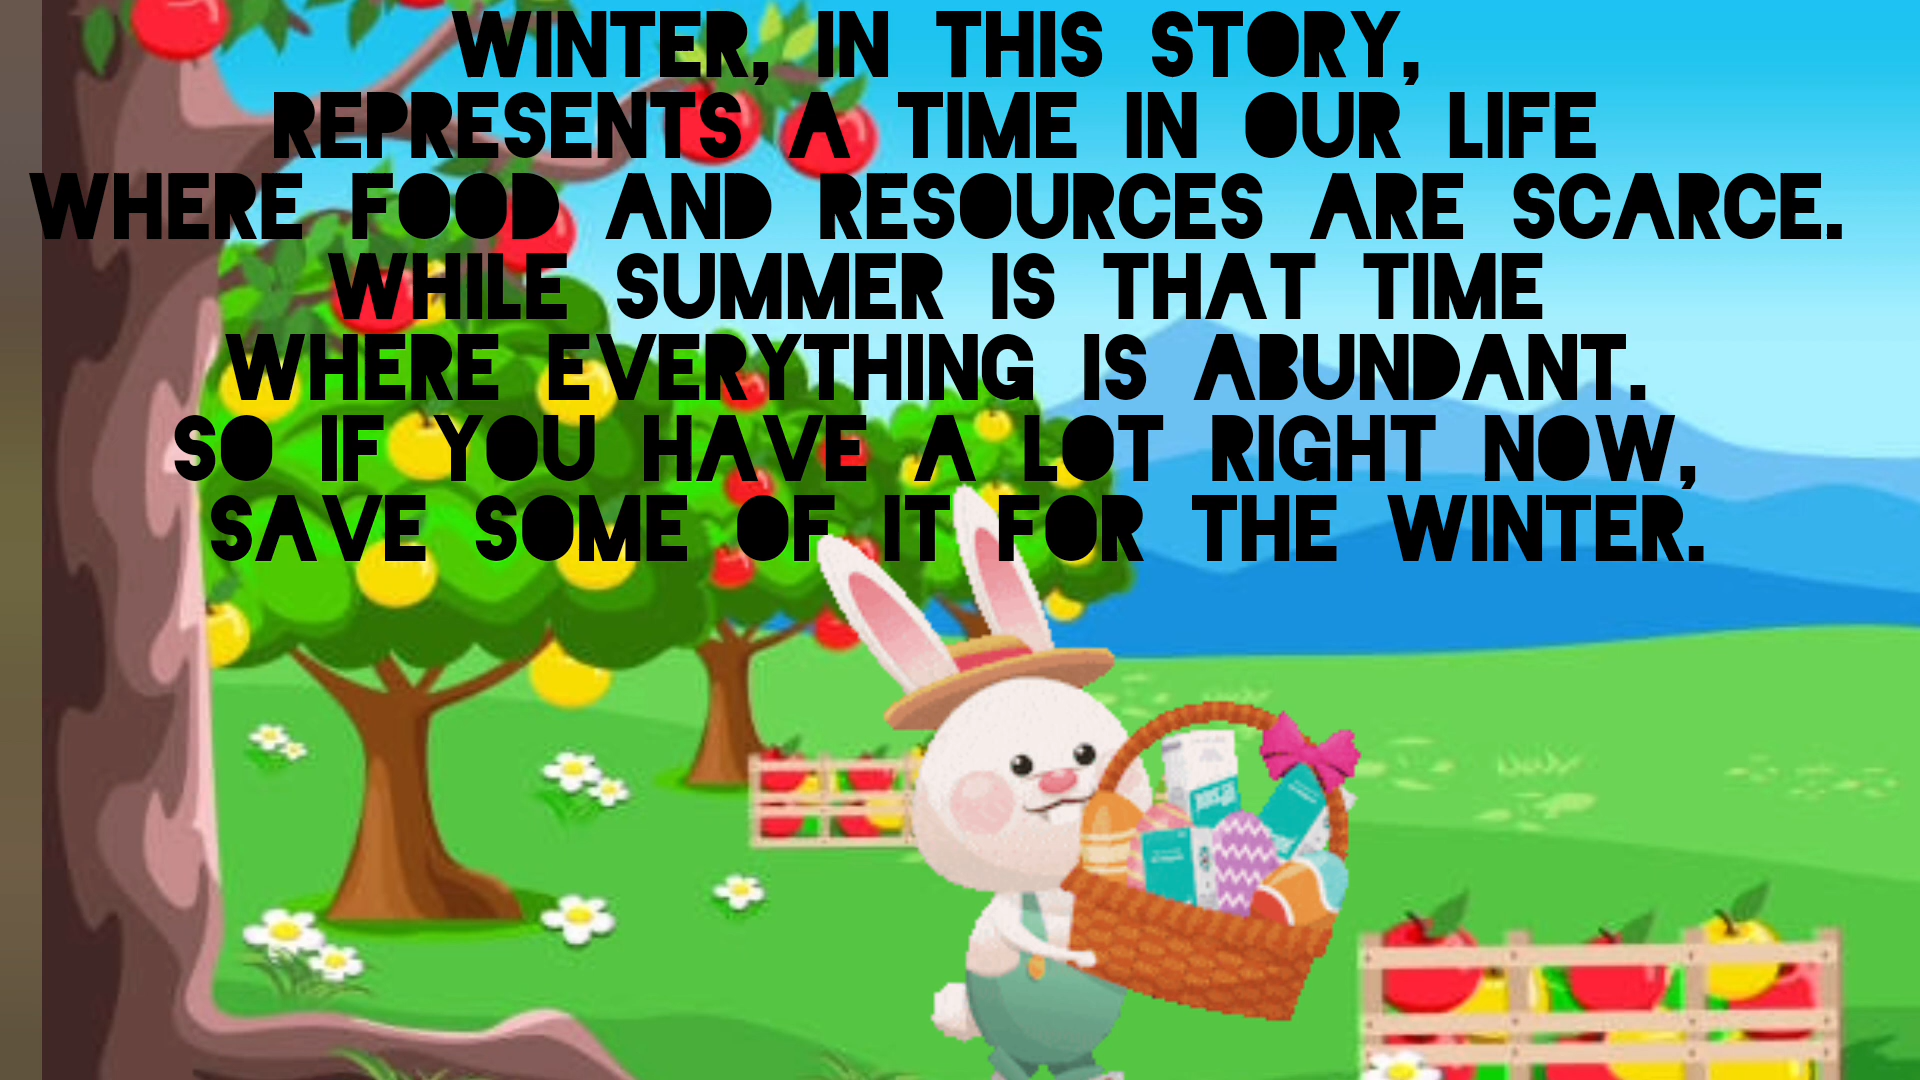 WINTER, IN THIS STORY,
REPRESENTS A TIME IN OUR LIFE
WHERE FOOD AND RESOURCES ARE SCARCE.
WHILE SUMMER IS THAT TIME
WHERE EVERYTHING IS ABUNDANT.
SO IF YOU HAVE A LOT RIGHT NOW,
SAVE SOME OF IT FOR THE WINTER.